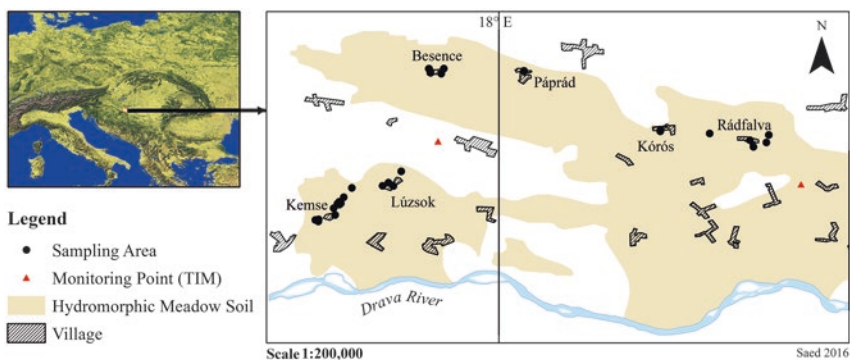 18° E
N
Besence
Páprád
Kórós
Rádfalva
Kemse
Lúzsok
Drava River
Legend
Sampling Area
Monitoring Point (TIM)
Hydromorphic Meadow Soil
Village
Scale 1:200,000
Saed 2016